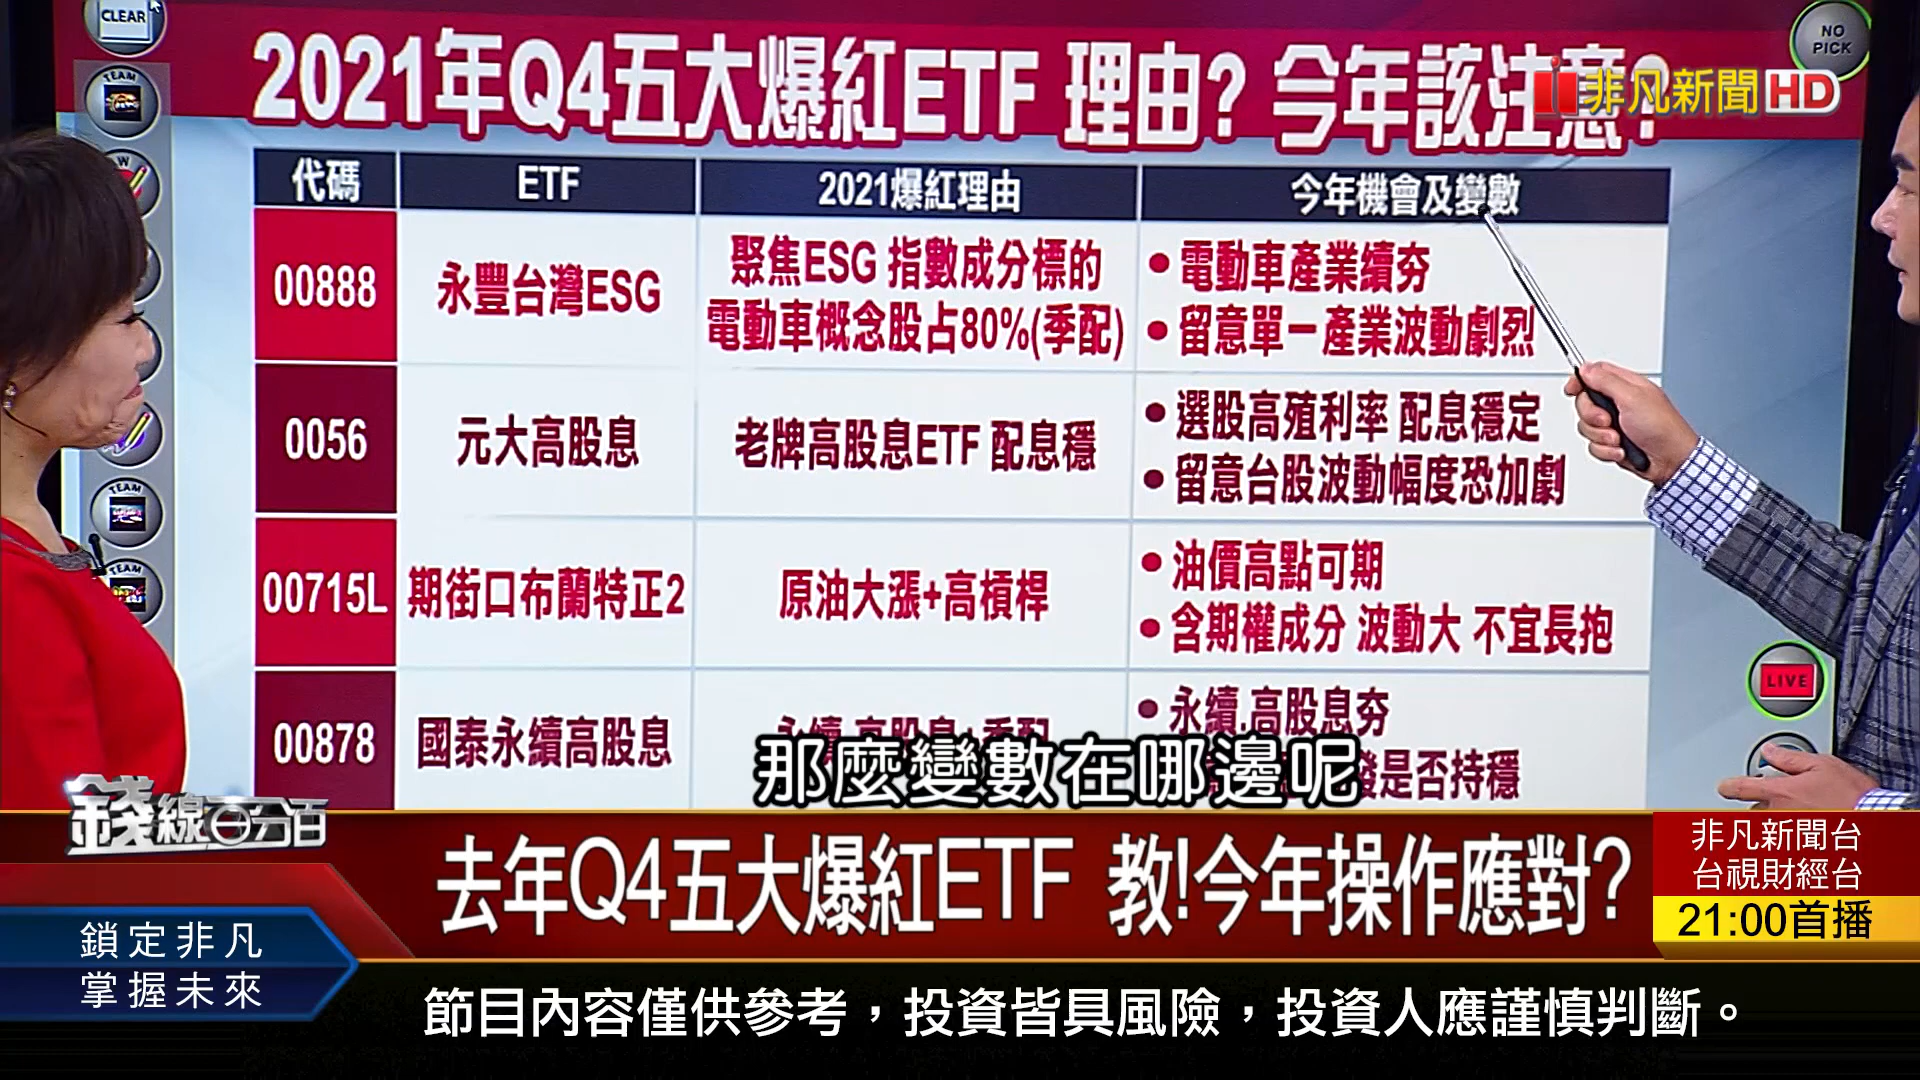 CLEAR
NO
PICK
2021年Q4五大爆紅ETF 理由? 今年該注意?
非凡新聞HD
TEAM
代碼
ETF
2021爆紅理由
今年機會及變數
00888
永豐台灣ESG
聚焦ESG 指數成分標的
電動車概念股占80%(季配)
• 電動車產業續夯
• 留意單一產業波動劇烈
0056
元大高股息
老牌高股息ETF 配息穩
• 選股高殖利率 配息穩定
• 留意台股波動幅度恐加劇
TEAM
00715L
期街口布蘭特正2
原油大漲+高槓桿
• 油價高點可期
• 含期權成分 波動大 不宜長抱
TEAM
LIVE
00878
國泰永續高股息
永續.高股息+季配
• 永續.高股息夯
是否持穩
那麼變數在哪邊呢
錢線百分百
去年Q4五大爆紅ETF 教!今年操作應對?
非凡新聞台
台視財經台
21:00首播
鎖定非凡
掌握未來
節目內容僅供參考，投資皆具風險，投資人應謹慎判斷。